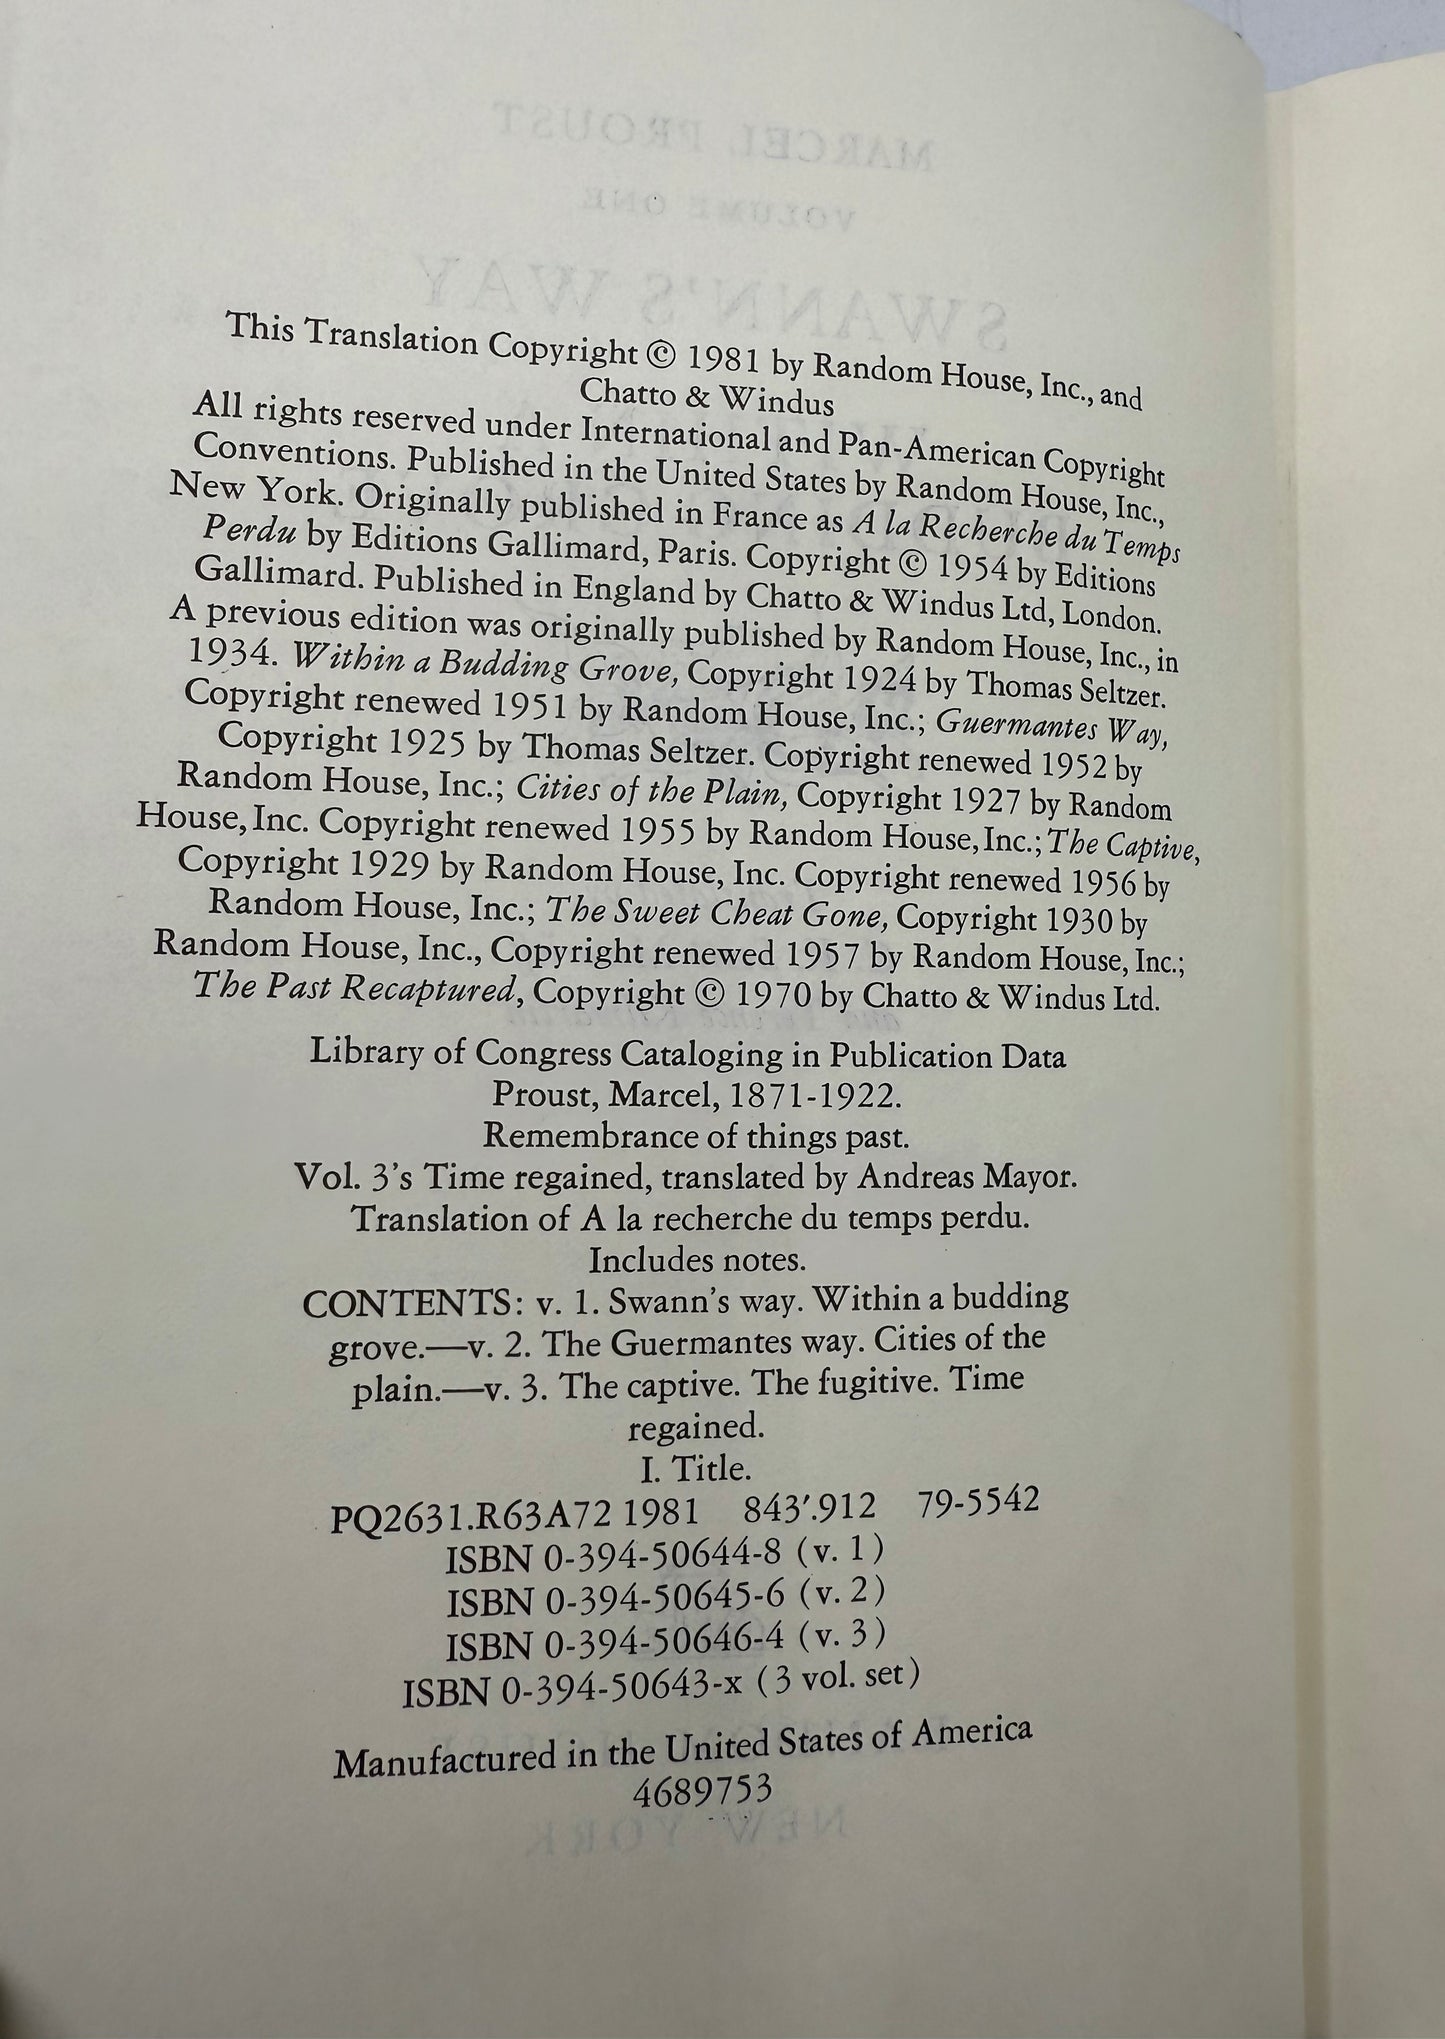 MARCEL PROUST
VOLUME ONE
SWANN'S WAY
This Translation Copyright © 1981 by Random House, Inc., and
Chatto & Windus
All rights reserved under International and Pan-American Copyright
Conventions. Published in the United States by Random House, Inc.,
New York. Originally published in France as A la Recherche du Temps
Perdu by Editions Gallimard, Paris. Copyright © 1954 by Editions
Gallimard. Published in England by Chatto & Windus Ltd, London.
A previous edition was originally published by Random House, Inc., in
1934. Within a Budding Grove, Copyright 1924 by Thomas Seltzer.
Copyright renewed 1951 by Random House, Inc.; Guermantes Way,
Copyright 1925 by Thomas Seltzer. Copyright renewed 1952 by
Random House, Inc.; Cities of the Plain, Copyright 1927 by Random
House, Inc. Copyright renewed 1955 by Random House, Inc.; The Captive,
Copyright 1929 by Random House, Inc. Copyright renewed 1956 by
Random House, Inc.; The Sweet Cheat Gone, Copyright 1930 by
Random House, Inc., Copyright renewed 1957 by Random House, Inc.;
The Past Recaptured, Copyright © 1970 by Chatto & Windus Ltd.
Library of Congress Cataloging in Publication Data
Proust, Marcel, 1871-1922.
Remembrance of things past.
Vol. 3's Time regained, translated by Andreas Mayor.
Translation of A la recherche du temps perdu.
Includes notes.
CONTENTS: v. 1. Swann's way. Within a budding
grove.—v. 2. The Guermantes way. Cities of the
plain.—v. 3. The captive. The fugitive. Time
regained.
I. Title.
PQ2631.R63A72 1981 843'.912 79-5542
ISBN 0-394-50644-8 (v. 1)
ISBN 0-394-50645-6 (v. 2)
ISBN 0-394-50646-4 (v. 3)
ISBN 0-394-50643-x (3 vol. set)
Manufactured in the United States of America
4689753
NEW YORK